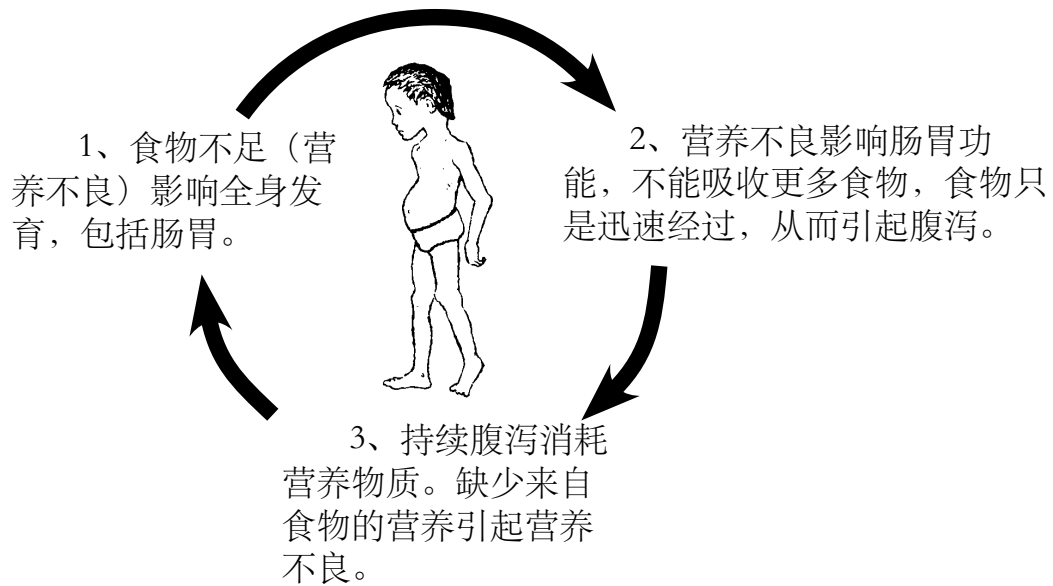 1、食物不足（营
养不良）影响全身发
育，包括肠胃。
2、营养不良影响肠胃功
能，不能吸收更多食物，食物只
是迅速经过，从而引起腹泻。
3、持续腹泻消耗
营养物质。缺少来自
食物的营养引起营养
不良。